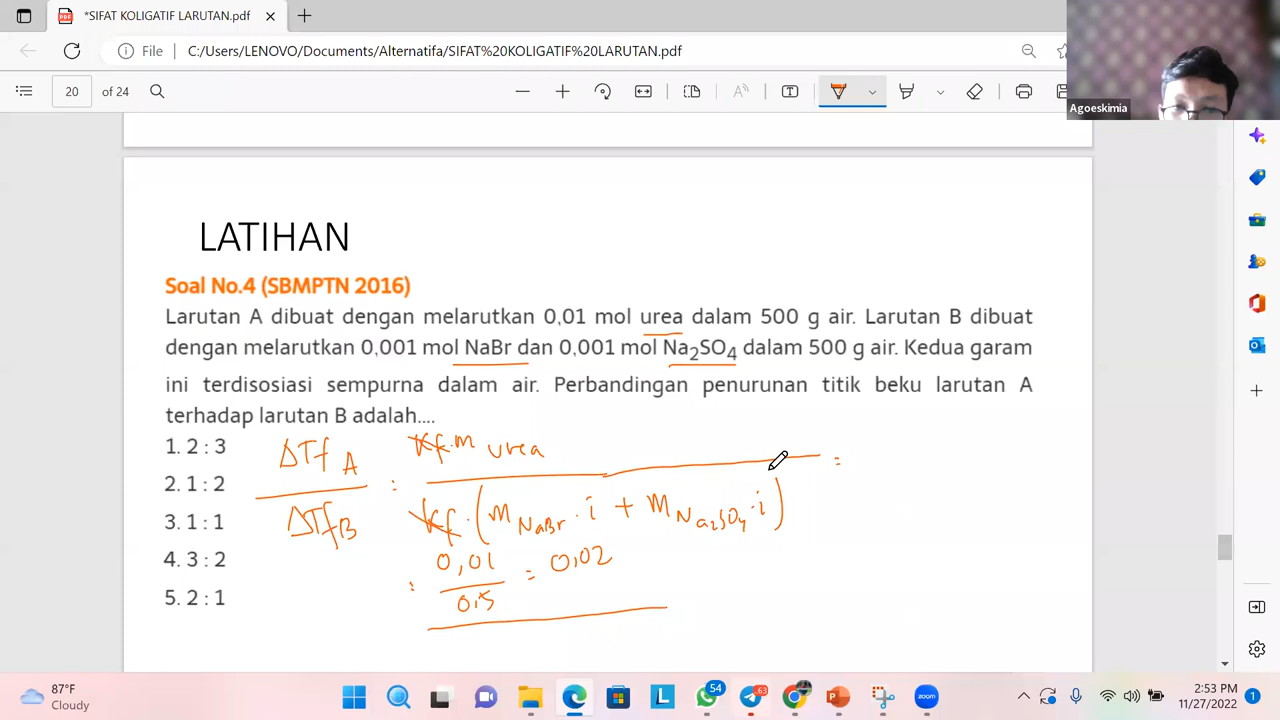 *SIFAT KOLIGATIF LARUTAN.pdf
File C:/Users/LENOVO/Documents/Alternatifa/SIFAT%20KOLIGATIF%20LARUTAN.pdf
20 of 24
Agoeskimia
LATIHAN
Soal No.4 (SBMPTN 2016)
Larutan A dibuat dengan melarutkan 0,01 mol urea dalam 500 g air. Larutan B dibuat
dengan melarutkan 0,001 mol NaBr dan 0,001 mol Na₂SO₄ dalam 500 g air. Kedua garam
ini terdisosiasi sempurna dalam air. Perbandingan penurunan titik beku larutan A
terhadap larutan B adalah....
1. 2 : 3
2. 1 : 2
3. 1 : 1
4. 3 : 2
5. 2 : 1
ΔTf A = Kf.m urea =
ΔTf B Kf.(m NaBr . i + m Na₂SO₄ . i)
= 0,01 = 0,02
0,5
87°F
Cloudy
54
63
2:53 PM
11/27/2022
1